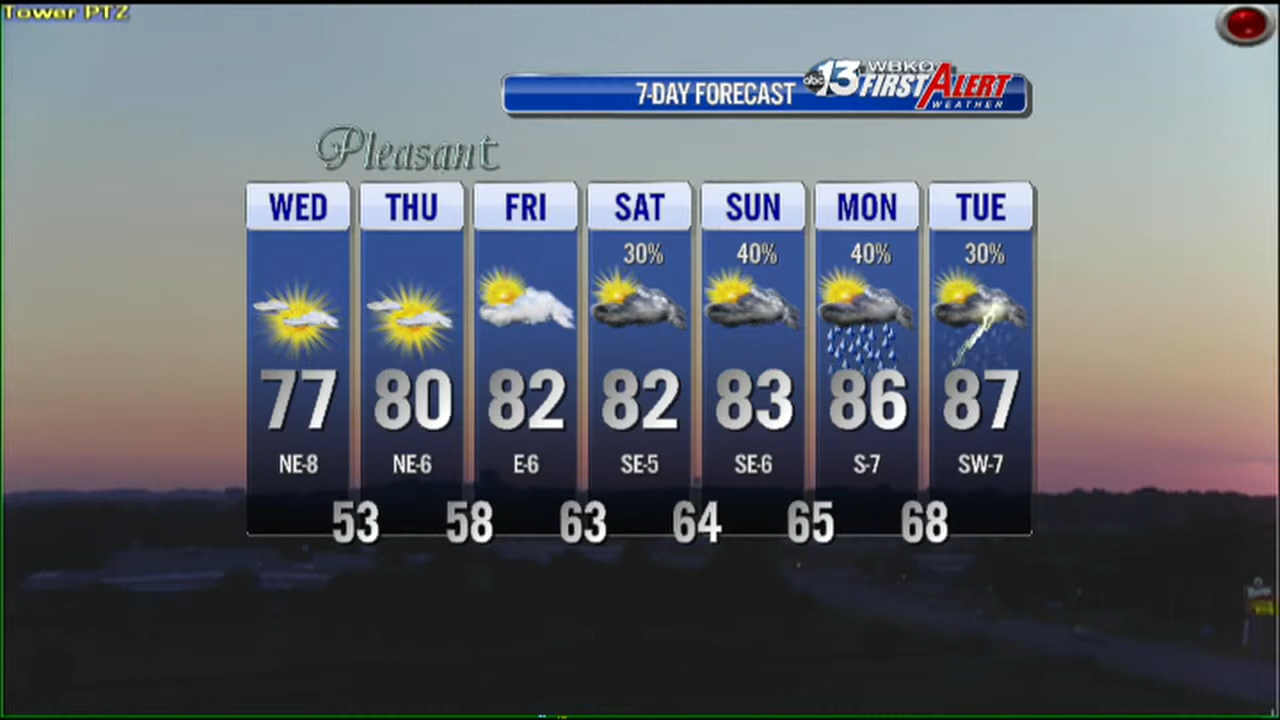 Tower PTZ
7-DAY FORECAST
abc 13 WBKO
FIRST ALERT
WEATHER
Pleasant
WED THU FRI SAT SUN MON TUE
30% 40% 40% 30%
77 80 82 82 83 86 87
NE-8 NE-6 E-6 SE-5 SE-6 S-7 SW-7
53 58 63 64 65 68